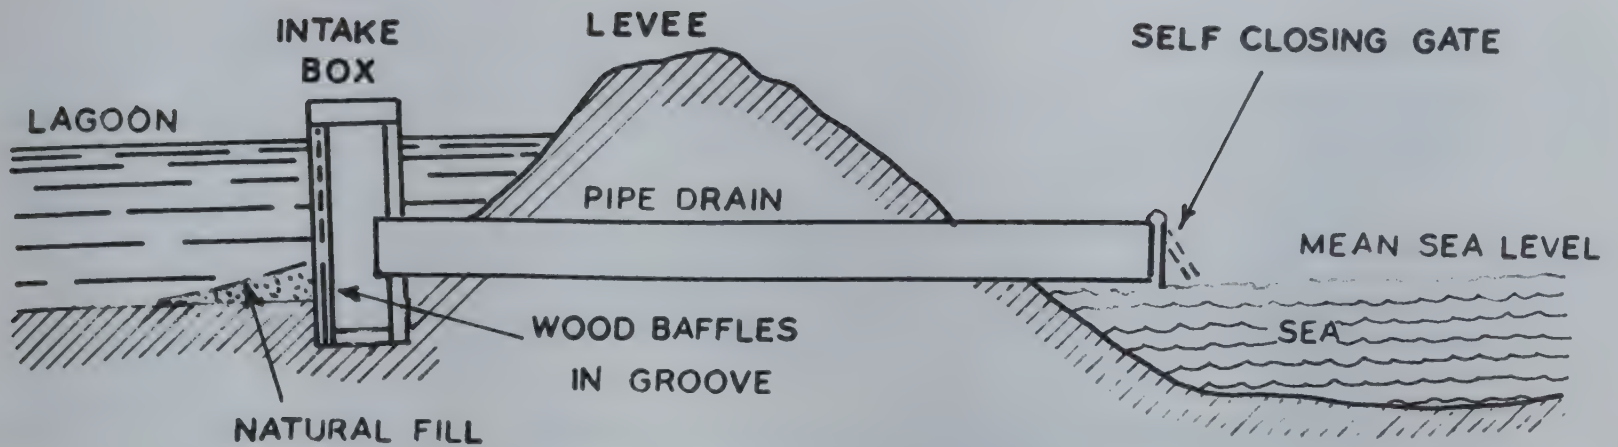 INTAKE
BOX
LEVEE
SELF CLOSING GATE
LAGOON
PIPE DRAIN
MEAN SEA LEVEL
SEA
WOOD BAFFLES
IN GROOVE
NATURAL FILL